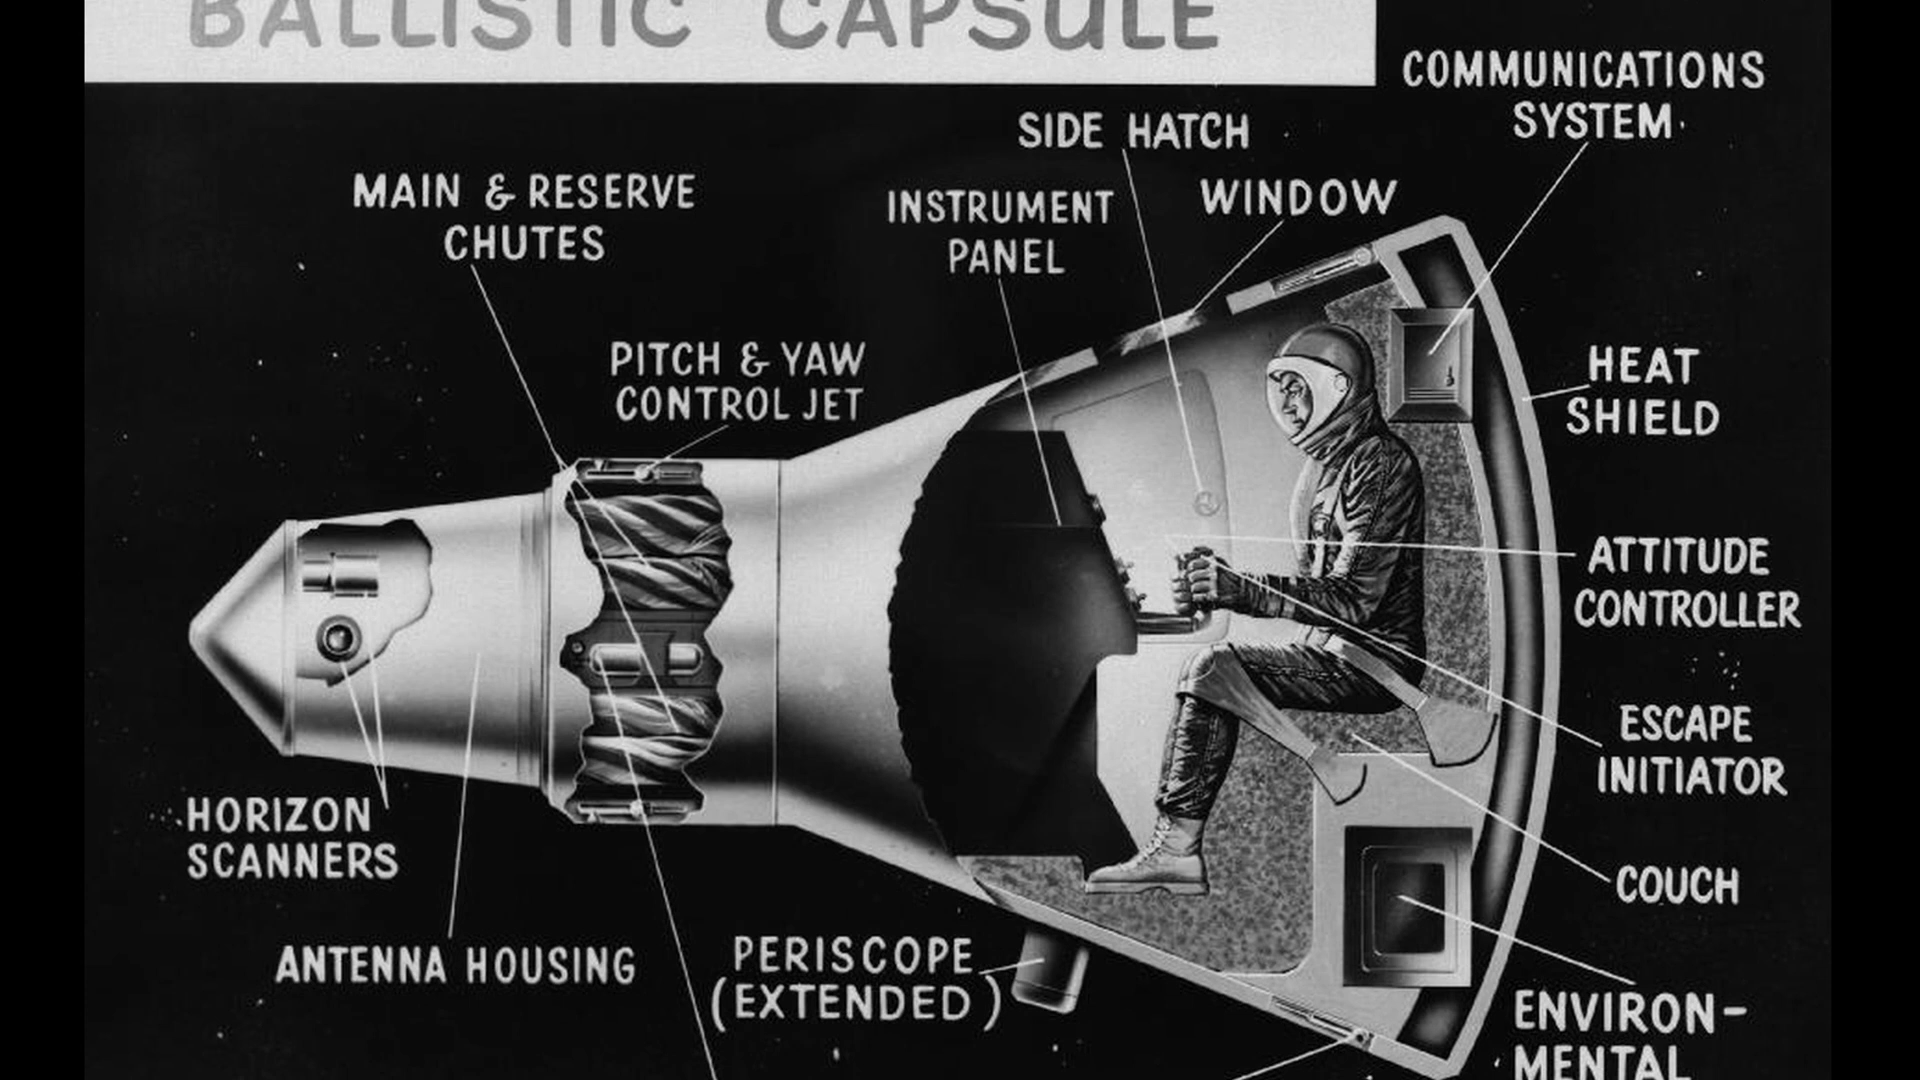 BALLISTIC CAPSULE
COMMUNICATIONS
SYSTEM
SIDE HATCH
MAIN & RESERVE
CHUTES
INSTRUMENT
PANEL
WINDOW
PITCH & YAW
CONTROL JET
HEAT
SHIELD
ATTITUDE
CONTROLLER
ESCAPE
INITIATOR
HORIZON
SCANNERS
COUCH
ANTENNA HOUSING
PERISCOPE
(EXTENDED)
ENVIRON-
MENTAL